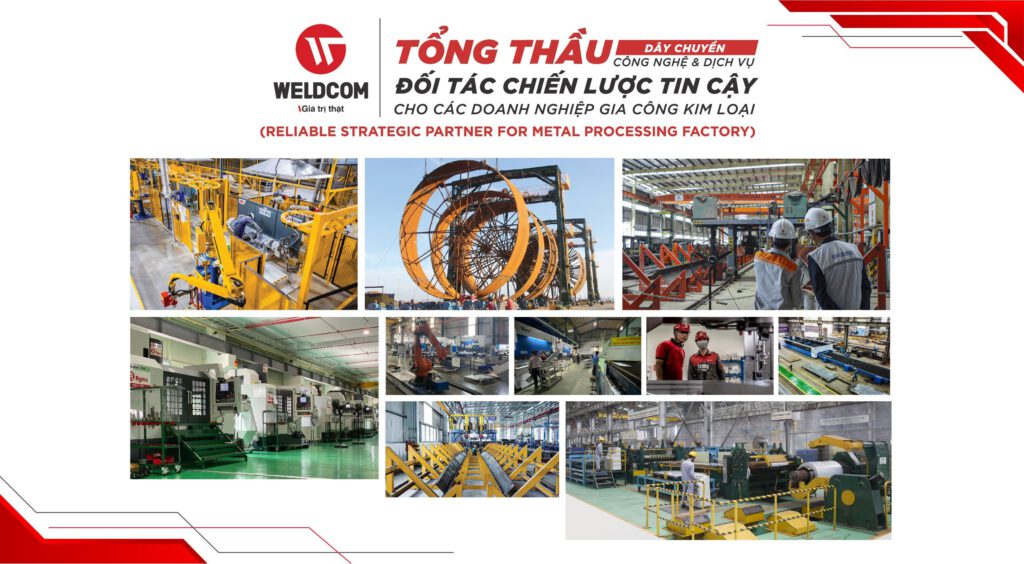 WELDCOM
Giá trị thật
TỔNG THẦU
DÂY CHUYỀN
CÔNG NGHỆ & DỊCH VỤ
ĐỐI TÁC CHIẾN LƯỢC TIN CẬY
CHO CÁC DOANH NGHIỆP GIA CÔNG KIM LOẠI
(RELIABLE STRATEGIC PARTNER FOR METAL PROCESSING FACTORY)